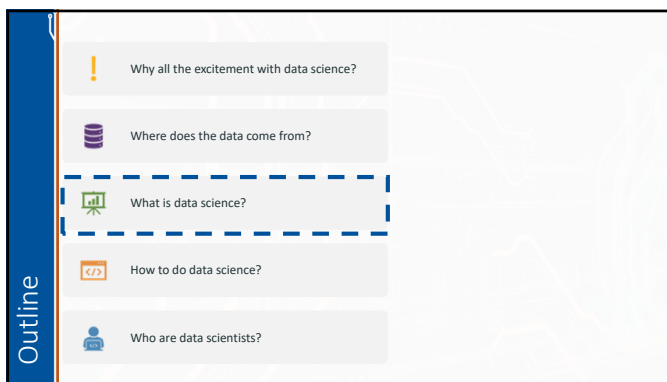 Outline
Why all the excitement with data science?
Where does the data come from?
What is data science?
How to do data science?
Who are data scientists?